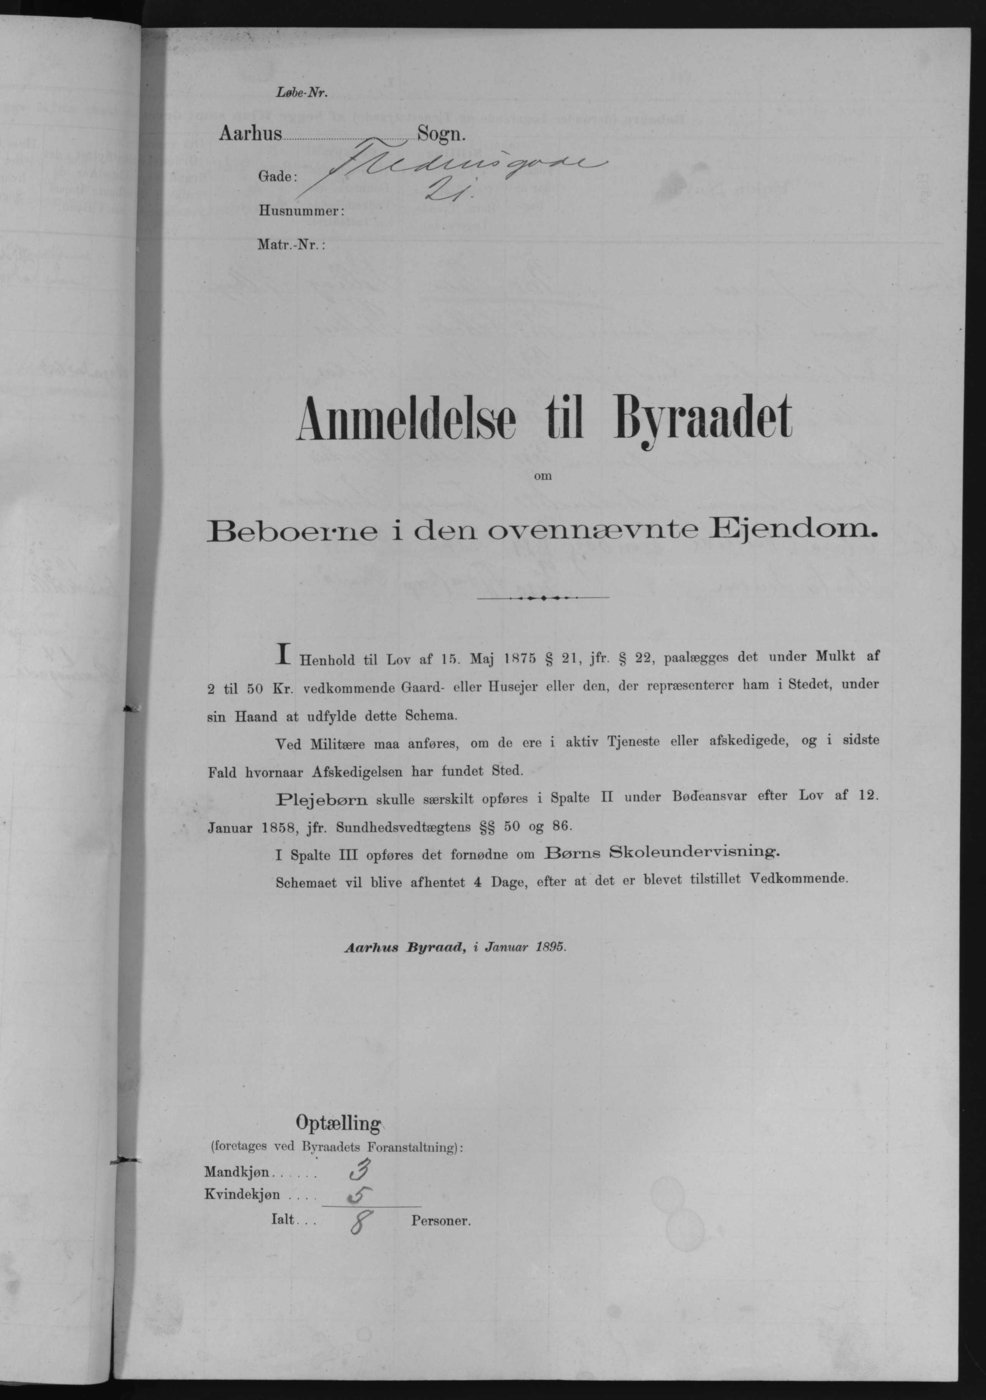 Løbe-Nr.
Aarhus Sogn.
Gade: Fredensgade
21.
Husnummer:
Matr.-Nr.:
Anmeldelse til Byraadet
om
Beboerne i den ovennævnte Ejendom.
I Henhold til Lov af 15. Maj 1875 § 21, jfr. § 22, paalægges det under Mulkt af
2 til 50 Kr. vedkommende Gaard- eller Husejer eller den, der repræsenterer ham i Stedet, under
sin Haand at udfylde dette Schema.
Ved Militære maa anføres, om de ere i aktiv Tjeneste eller afskedigede, og i sidste
Fald hvornaar Afskedigelsen har fundet Sted.
Plejebørn skulle særskilt opføres i Spalte II under Bødeansvar efter Lov af 12.
Januar 1858, jfr. Sundhedsvedtægtens §§ 50 og 86.
I Spalte III opføres det fornødne om Børns Skoleundervisning.
Schemaet vil blive afhentet 4 Dage, efter at det er blevet tilstillet Vedkommende.
Aarhus Byraad, i Januar 1895.
Optælling
(foretages ved Byraadets Foranstaltning):
Mandkjøn...... 3
Kvindekjøn .... 5
Ialt... 8 Personer.